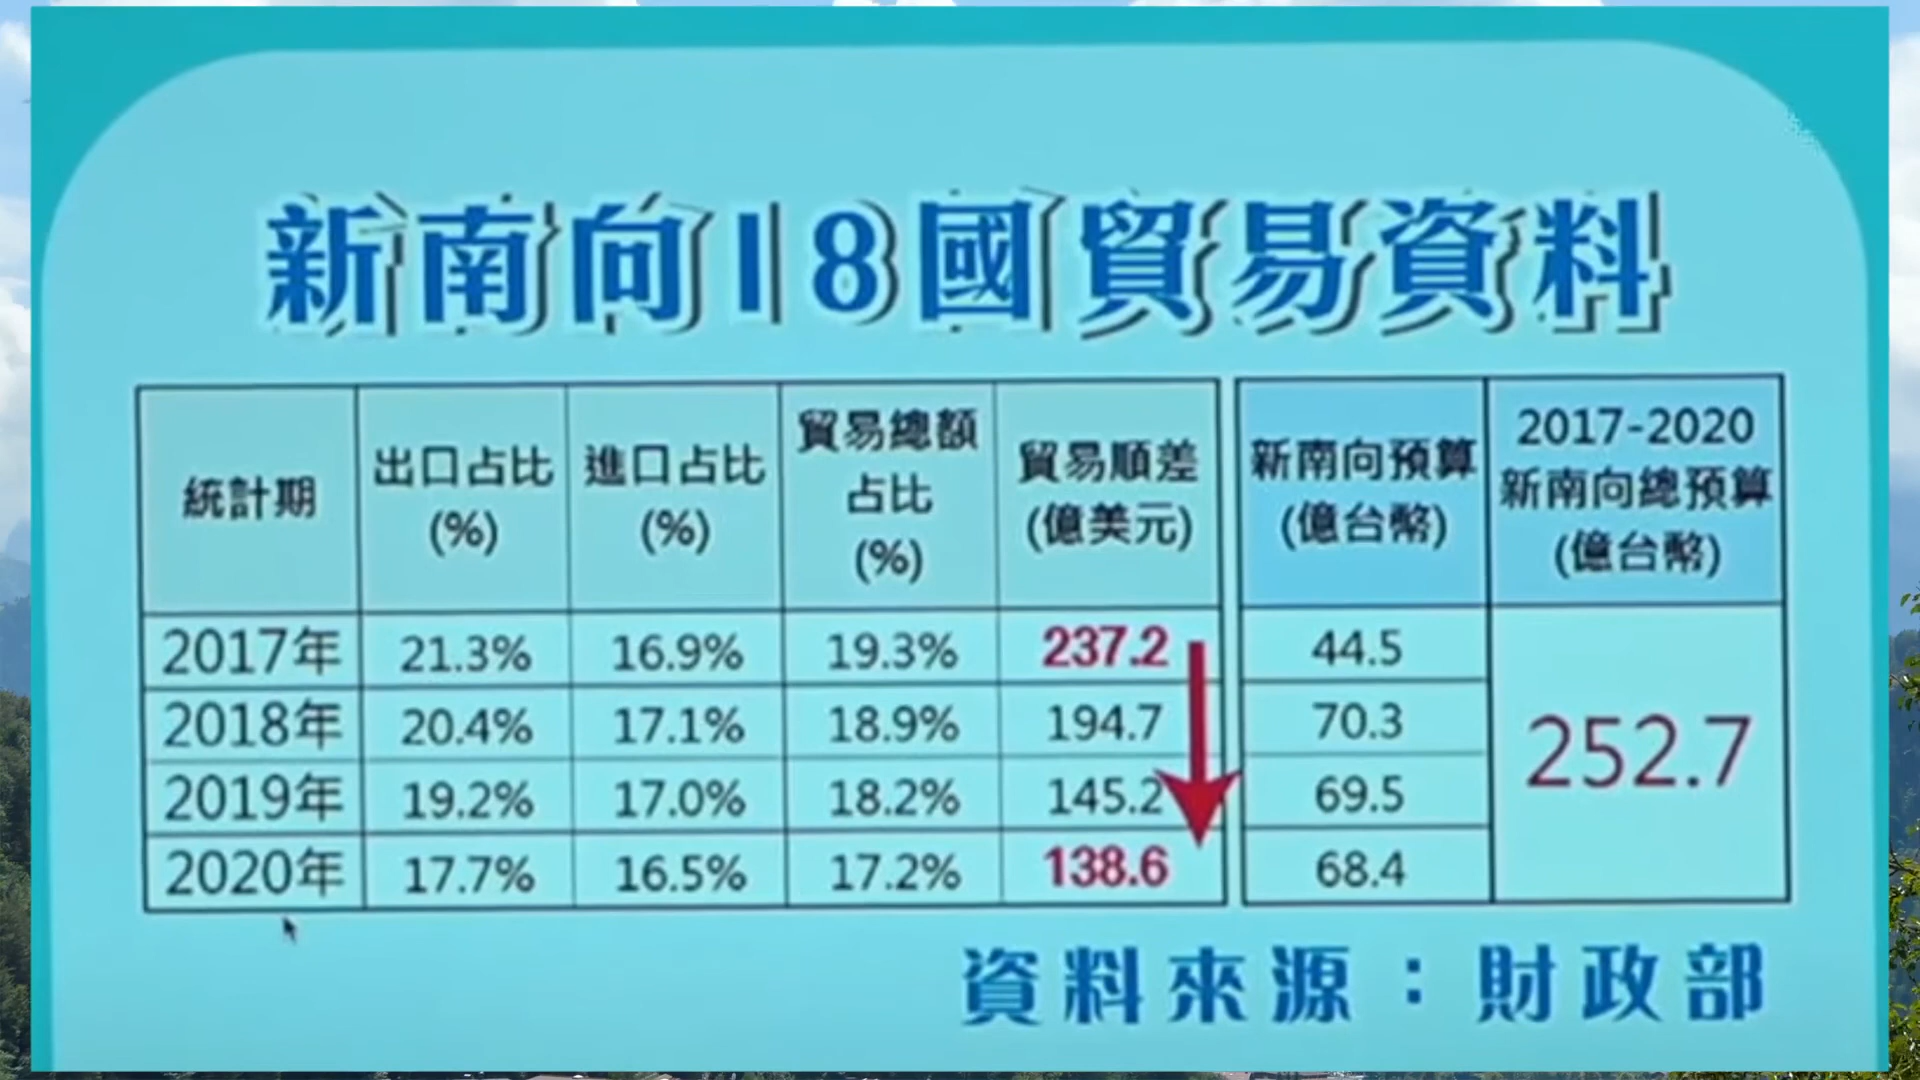 新南向18國貿易資料
統計期 出口占比(%) 進口占比(%) 貿易總額占比(%) 貿易順差(億美元) 新南向預算(億台幣) 2017-2020新南向總預算(億台幣)
2017年 21.3% 16.9% 19.3% 237.2 44.5 252.7
2018年 20.4% 17.1% 18.9% 194.7 70.3
2019年 19.2% 17.0% 18.2% 145.2 69.5
2020年 17.7% 16.5% 17.2% 138.6 68.4
資料來源：財政部